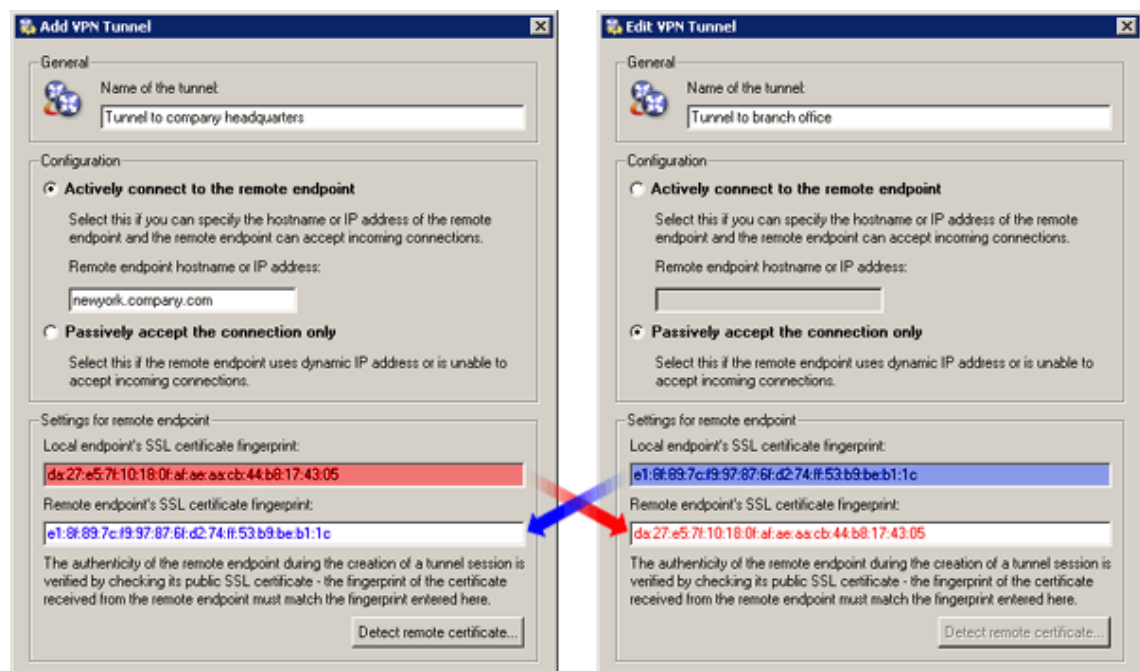 Add VPN Tunnel
General
Name of the tunnel:
Tunnel to company headquarters
Configuration
Actively connect to the remote endpoint
Select this if you can specify the hostname or IP address of the remote
endpoint and the remote endpoint can accept incoming connections.
Remote endpoint hostname or IP address:
newyork.company.com
Passively accept the connection only
Select this if the remote endpoint uses dynamic IP address or is unable to
accept incoming connections.
Settings for remote endpoint
Local endpoint's SSL certificate fingerprint:
da:27:e5:7f:10:18:0f:af:ae:aa:cb:44:b8:17:43:05
Remote endpoint's SSL certificate fingerprint:
e1:8f:89:7c:f9:97:87:6f:d2:74:ff:53:b9:be:b1:1c
The authenticity of the remote endpoint during the creation of a tunnel session is
verified by checking its public SSL certificate - the fingerprint of the certificate
received from the remote endpoint must match the fingerprint entered here.
Detect remote certificate...
Edit VPN Tunnel
General
Name of the tunnel:
Tunnel to branch office
Configuration
Actively connect to the remote endpoint
Select this if you can specify the hostname or IP address of the remote
endpoint and the remote endpoint can accept incoming connections.
Remote endpoint hostname or IP address:
Passively accept the connection only
Select this if the remote endpoint uses dynamic IP address or is unable to
accept incoming connections.
Settings for remote endpoint
Local endpoint's SSL certificate fingerprint:
e1:8f:89:7c:f9:97:87:6f:d2:74:ff:53:b9:be:b1:1c
Remote endpoint's SSL certificate fingerprint:
da:27:e5:7f:10:18:0f:af:ae:aa:cb:44:b8:17:43:05
The authenticity of the remote endpoint during the creation of a tunnel session is
verified by checking its public SSL certificate - the fingerprint of the certificate
received from the remote endpoint must match the fingerprint entered here.
Detect remote certificate...